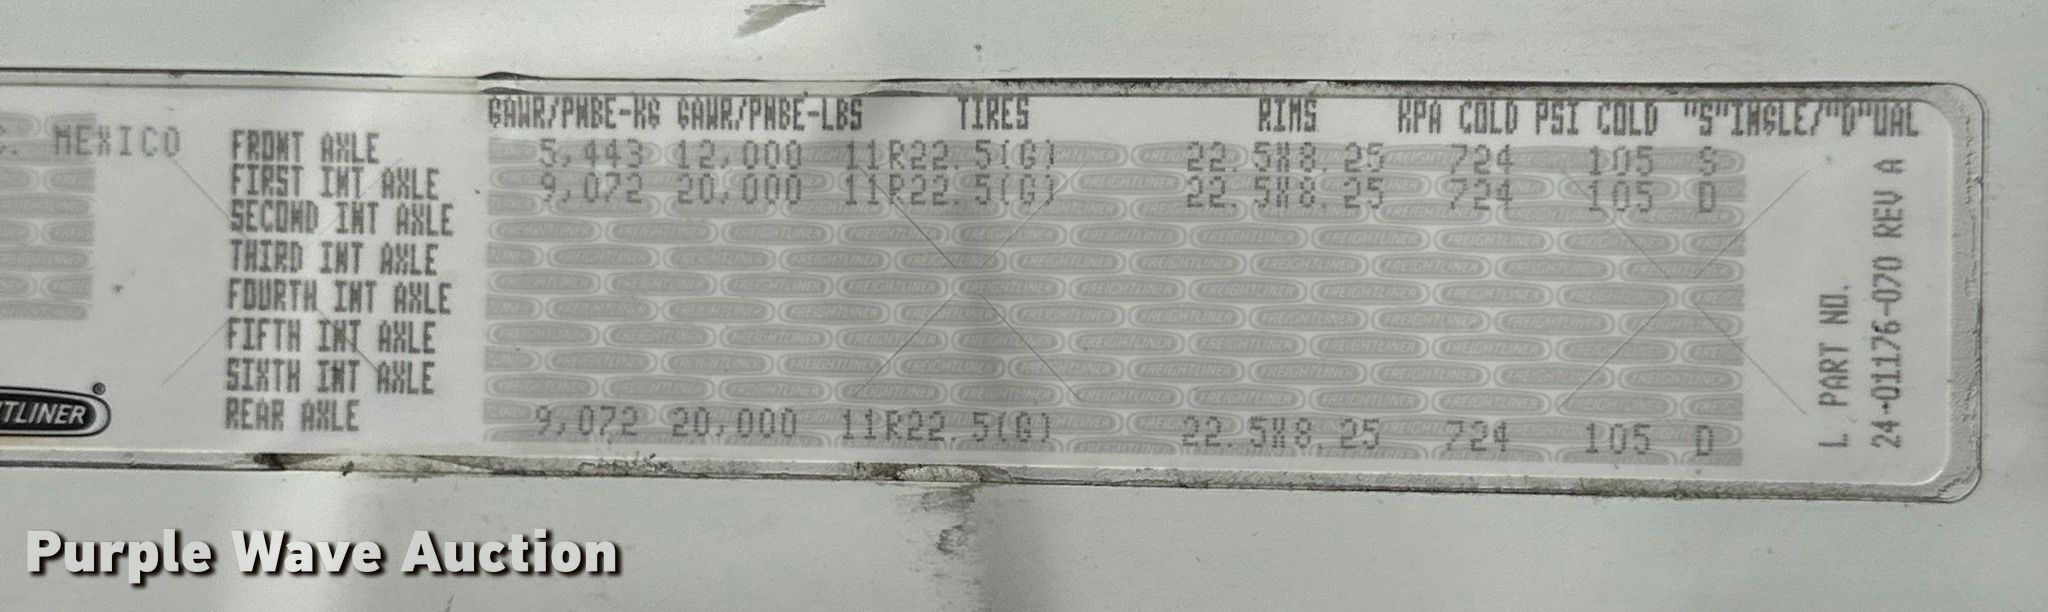 GAWR/PNBE-KG GAWR/PNBE-LBS TIRES RIMS KPA COLD PSI COLD "S"INGLE/"D"UAL
C. MEXICO
FRONT AXLE 5,443 12,000 11R22.5(G) 22.5X8.25 724 105 S
FIRST INT AXLE 9,072 20,000 11R22.5(G) 22.5X8.25 724 105 D
SECOND INT AXLE
THIRD INT AXLE
FOURTH INT AXLE
FIFTH INT AXLE
SIXTH INT AXLE
REAR AXLE 9,072 20,000 11R22.5(G) 22.5X8.25 724 105 D
TLINER®
L PART NO.
24-01176-070 REV A
Purple Wave Auction